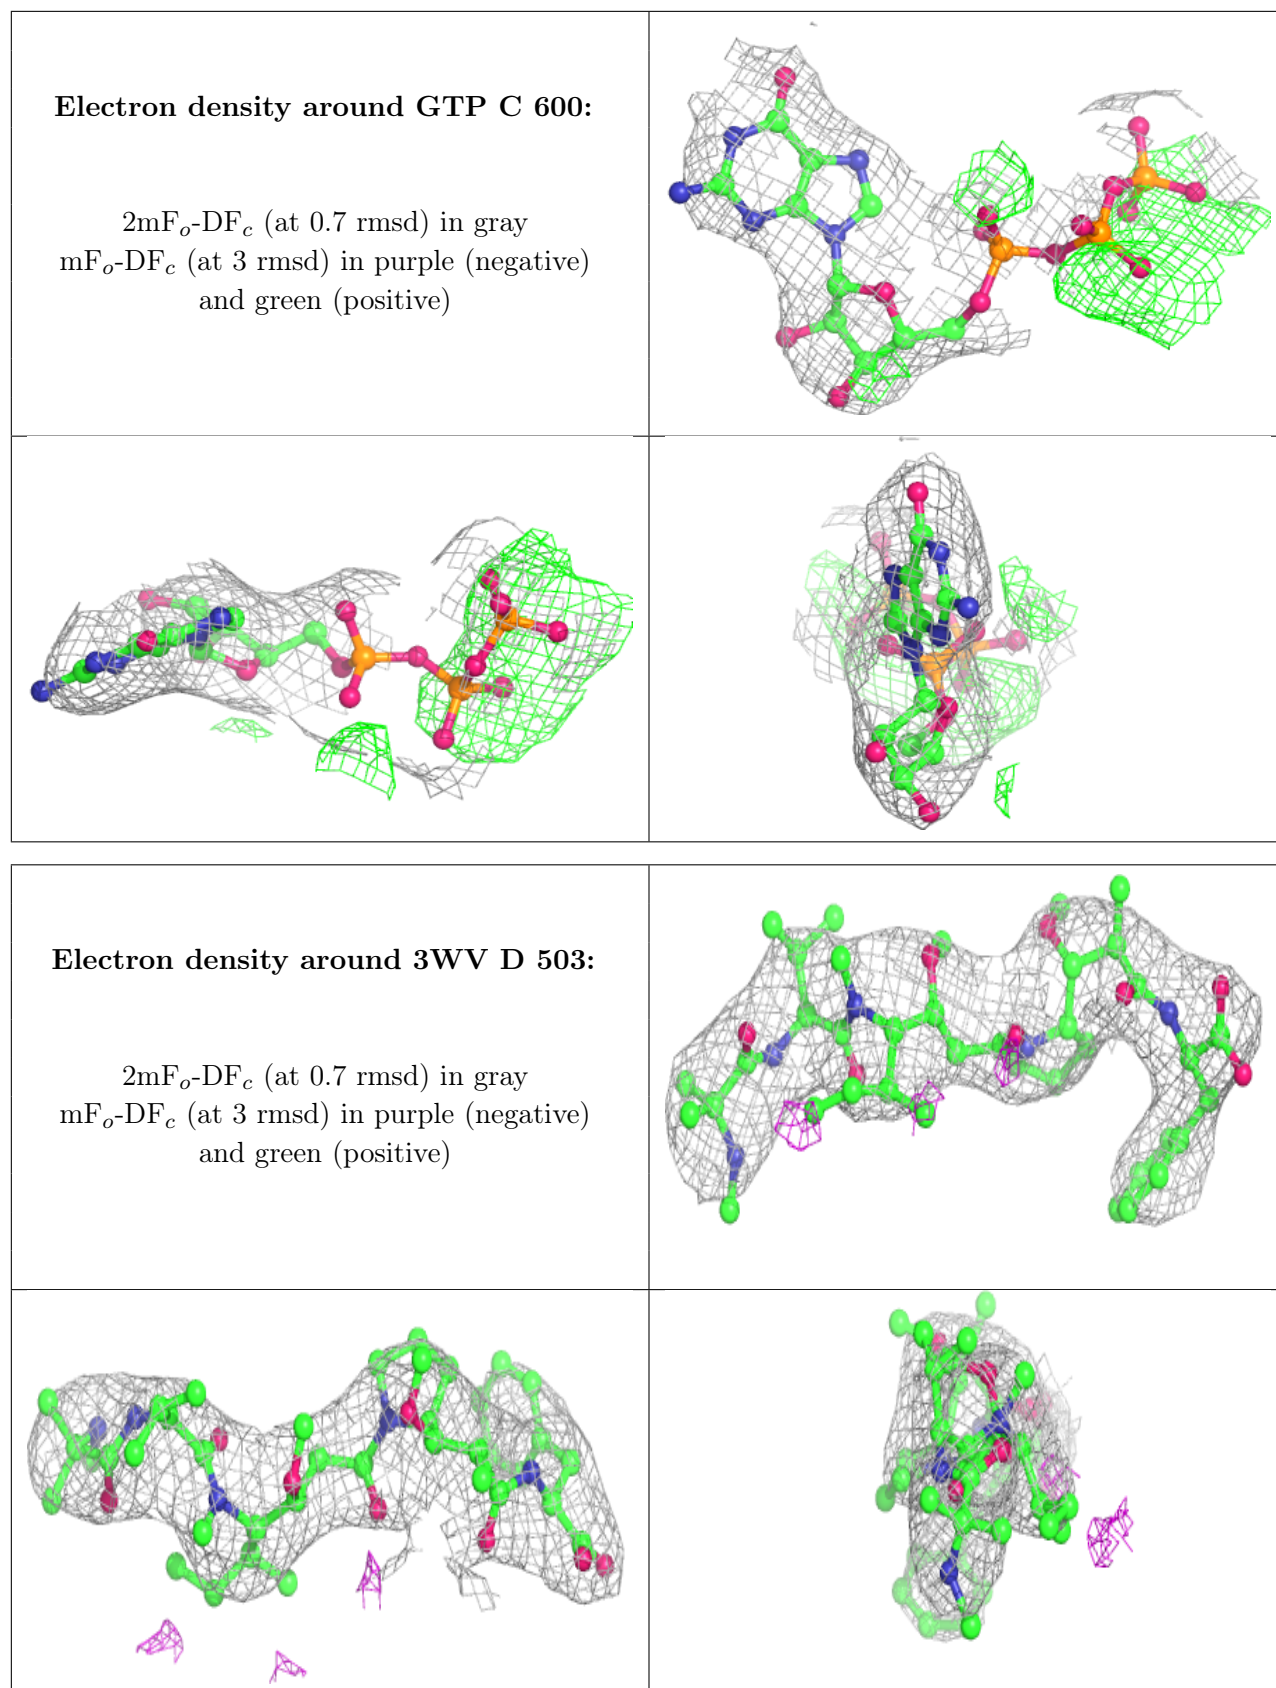 Electron density around GTP C 600:
2mFo-DFc (at 0.7 rmsd) in gray
mFo-DFc (at 3 rmsd) in purple (negative)
and green (positive)
Electron density around 3WV D 503:
2mFo-DFc (at 0.7 rmsd) in gray
mFo-DFc (at 3 rmsd) in purple (negative)
and green (positive)